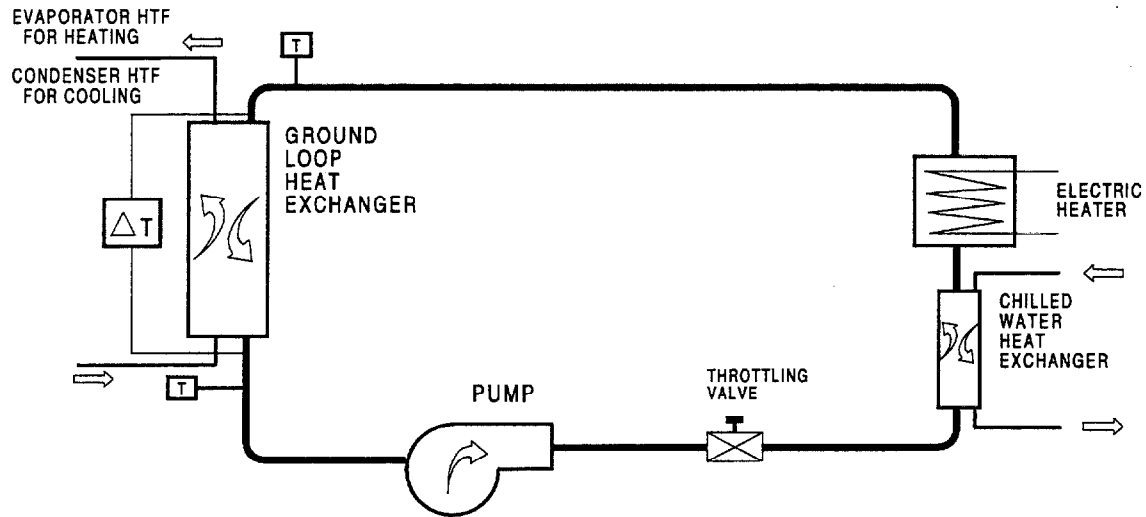 EVAPORATOR HTF
FOR HEATING
CONDENSER HTF
FOR COOLING
T
GROUND
LOOP
HEAT
EXCHANGER
△T
T
PUMP
THROTTLING
VALVE
ELECTRIC
HEATER
CHILLED
WATER
HEAT
EXCHANGER